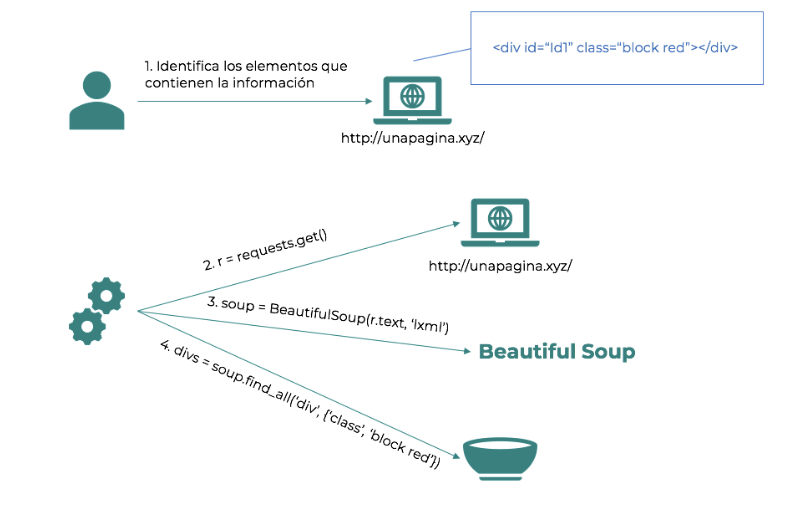 <div id=“Id1” class=“block red”></div>
1. Identifica los elementos que
contienen la información
http://unapagina.xyz/
2. r = requests.get()
http://unapagina.xyz/
3. soup = BeautifulSoup(r.text, ‘lxml’)
Beautiful Soup
4. divs = soup.find_all(‘div’, {‘class’, ‘block red’})